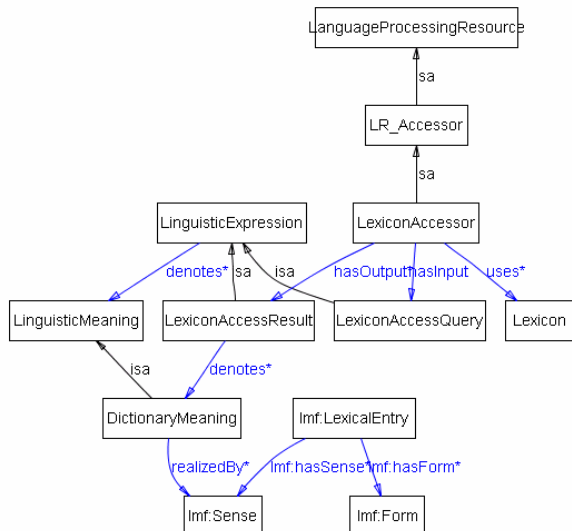 LanguageProcessingResource
sa
LR_Accessor
sa
LinguisticExpression
LexiconAccessor
denotes*
sa
isa
hasOutput*
hasInput
uses*
LinguisticMeaning
LexiconAccessResult
LexiconAccessQuery
Lexicon
isa
denotes*
DictionaryMeaning
lmf:LexicalEntry
realizedBy*
lmf:hasSense*
lmf:hasForm*
lmf:Sense
lmf:Form